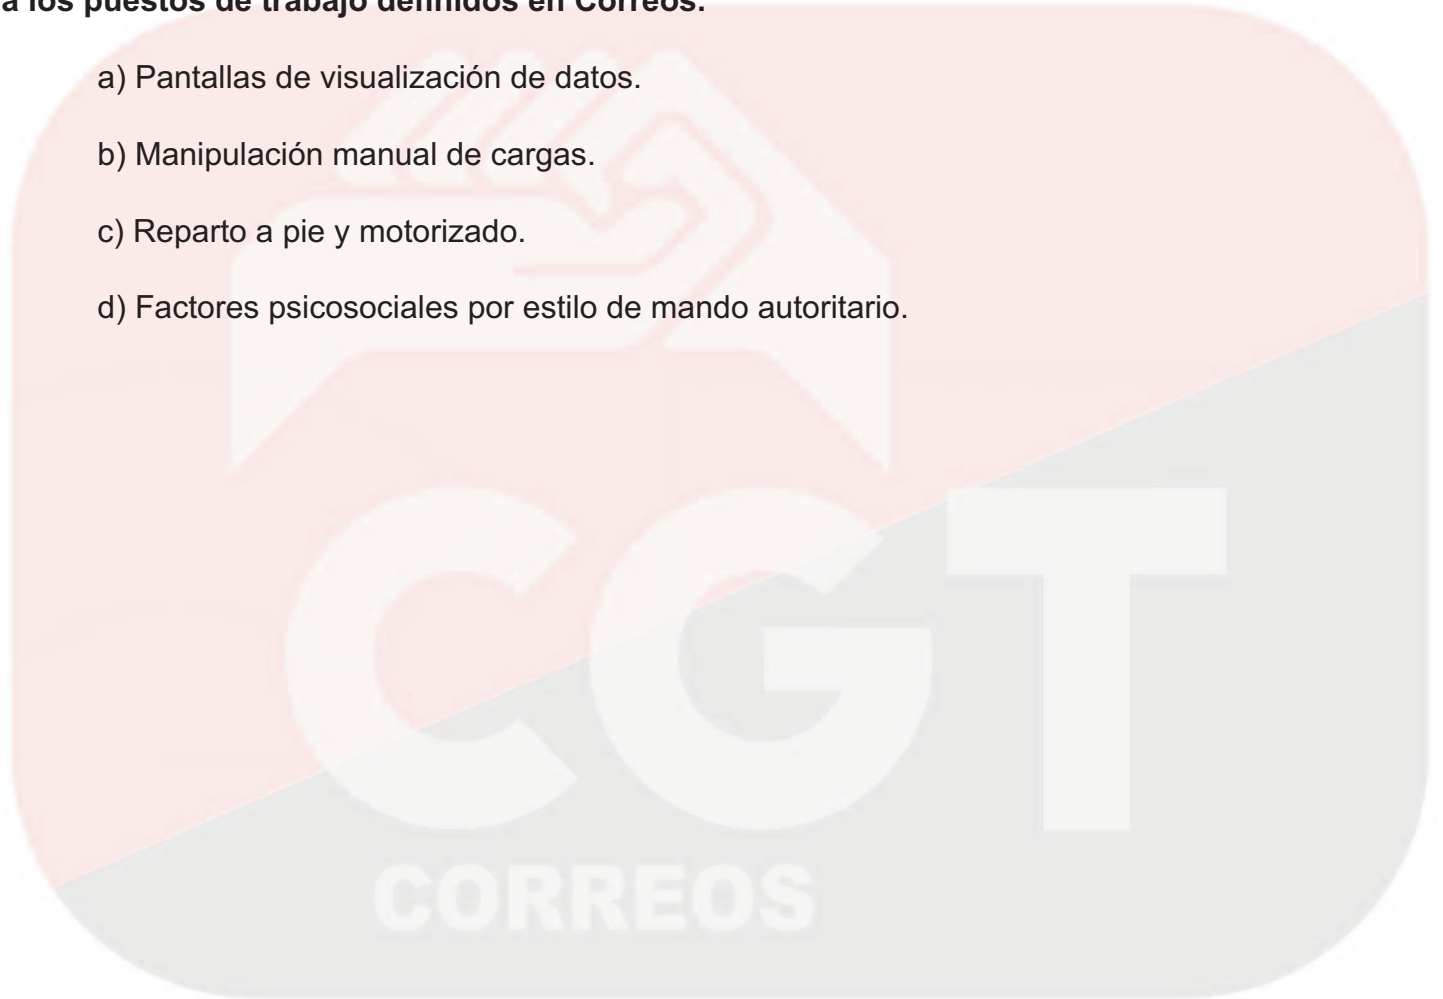 a los puestos de trabajo definidos en Correos.
a) Pantallas de visualización de datos.
b) Manipulación manual de cargas.
c) Reparto a pie y motorizado.
d) Factores psicosociales por estilo de mando autoritario.
CGT
CORREOS